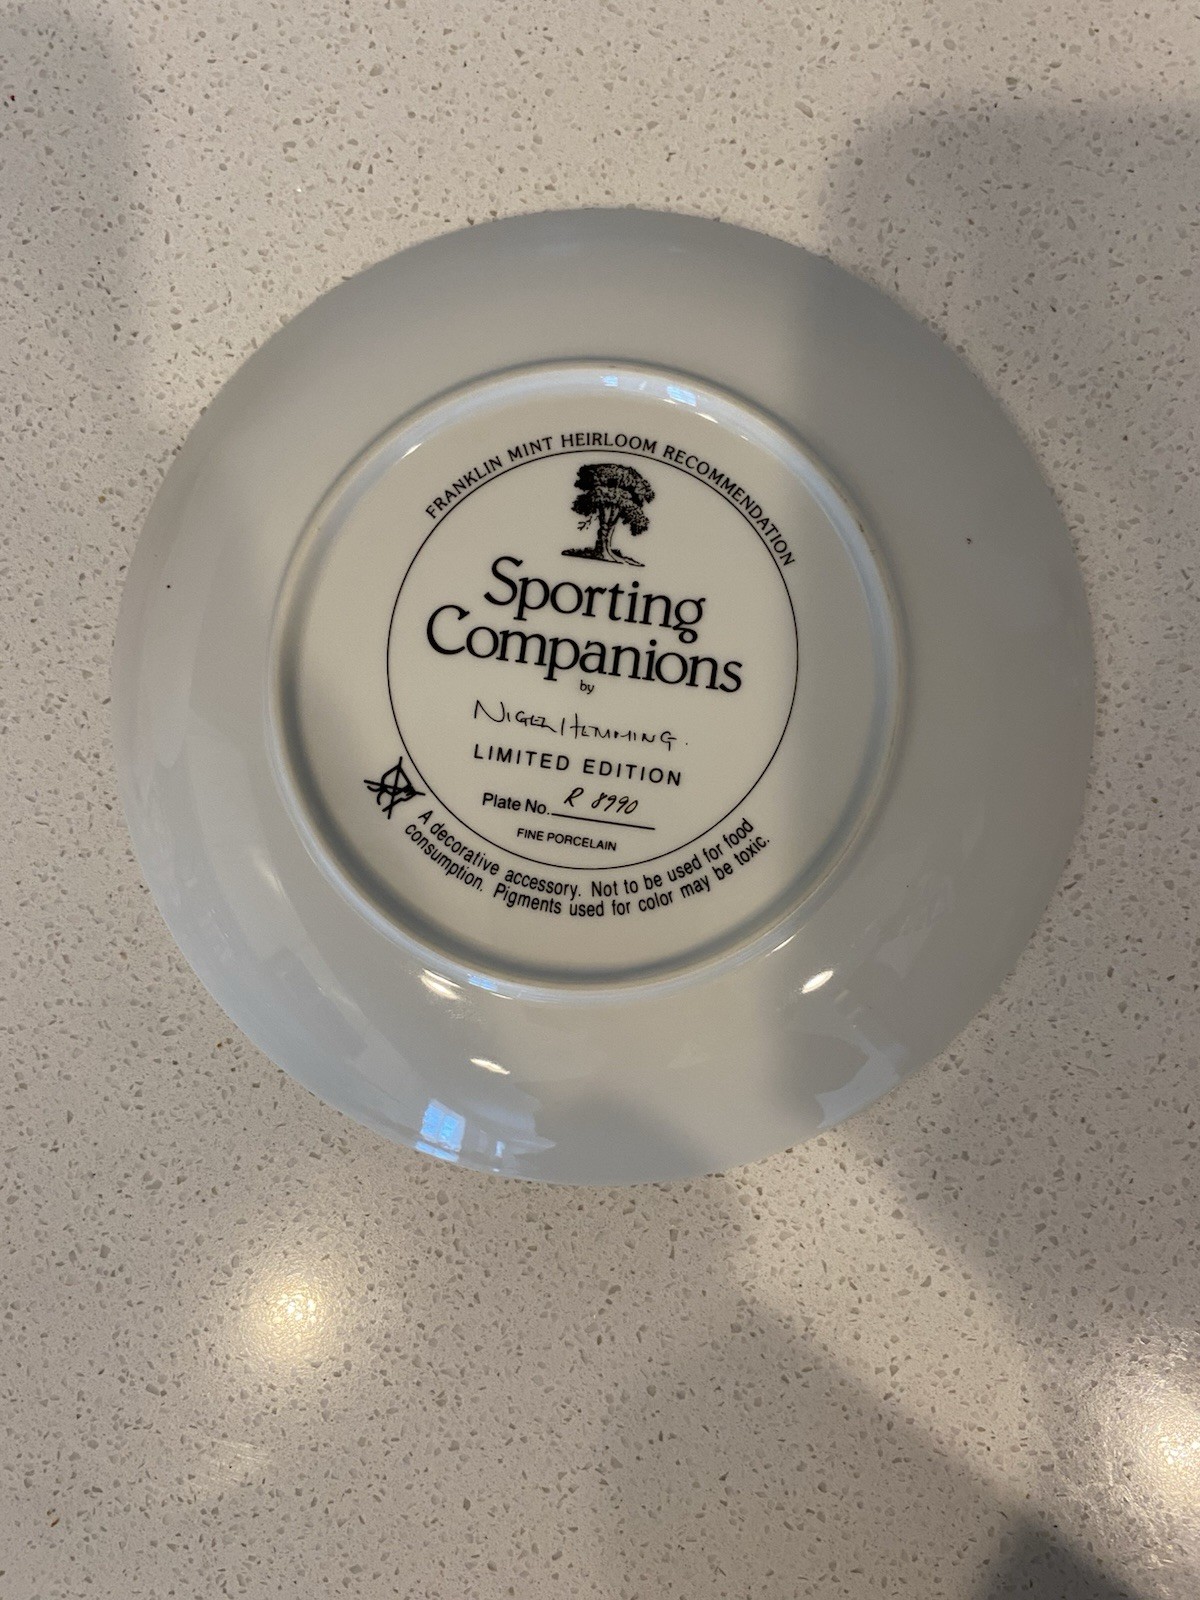 FRANKLIN MINT HEIRLOOM RECOMMENDATION
Sporting
Companions
by
NIGEL HEMMING.
LIMITED EDITION
Plate No. R 8990
FINE PORCELAIN
A decorative accessory. Not to be used for food
consumption. Pigments used for color may be toxic.